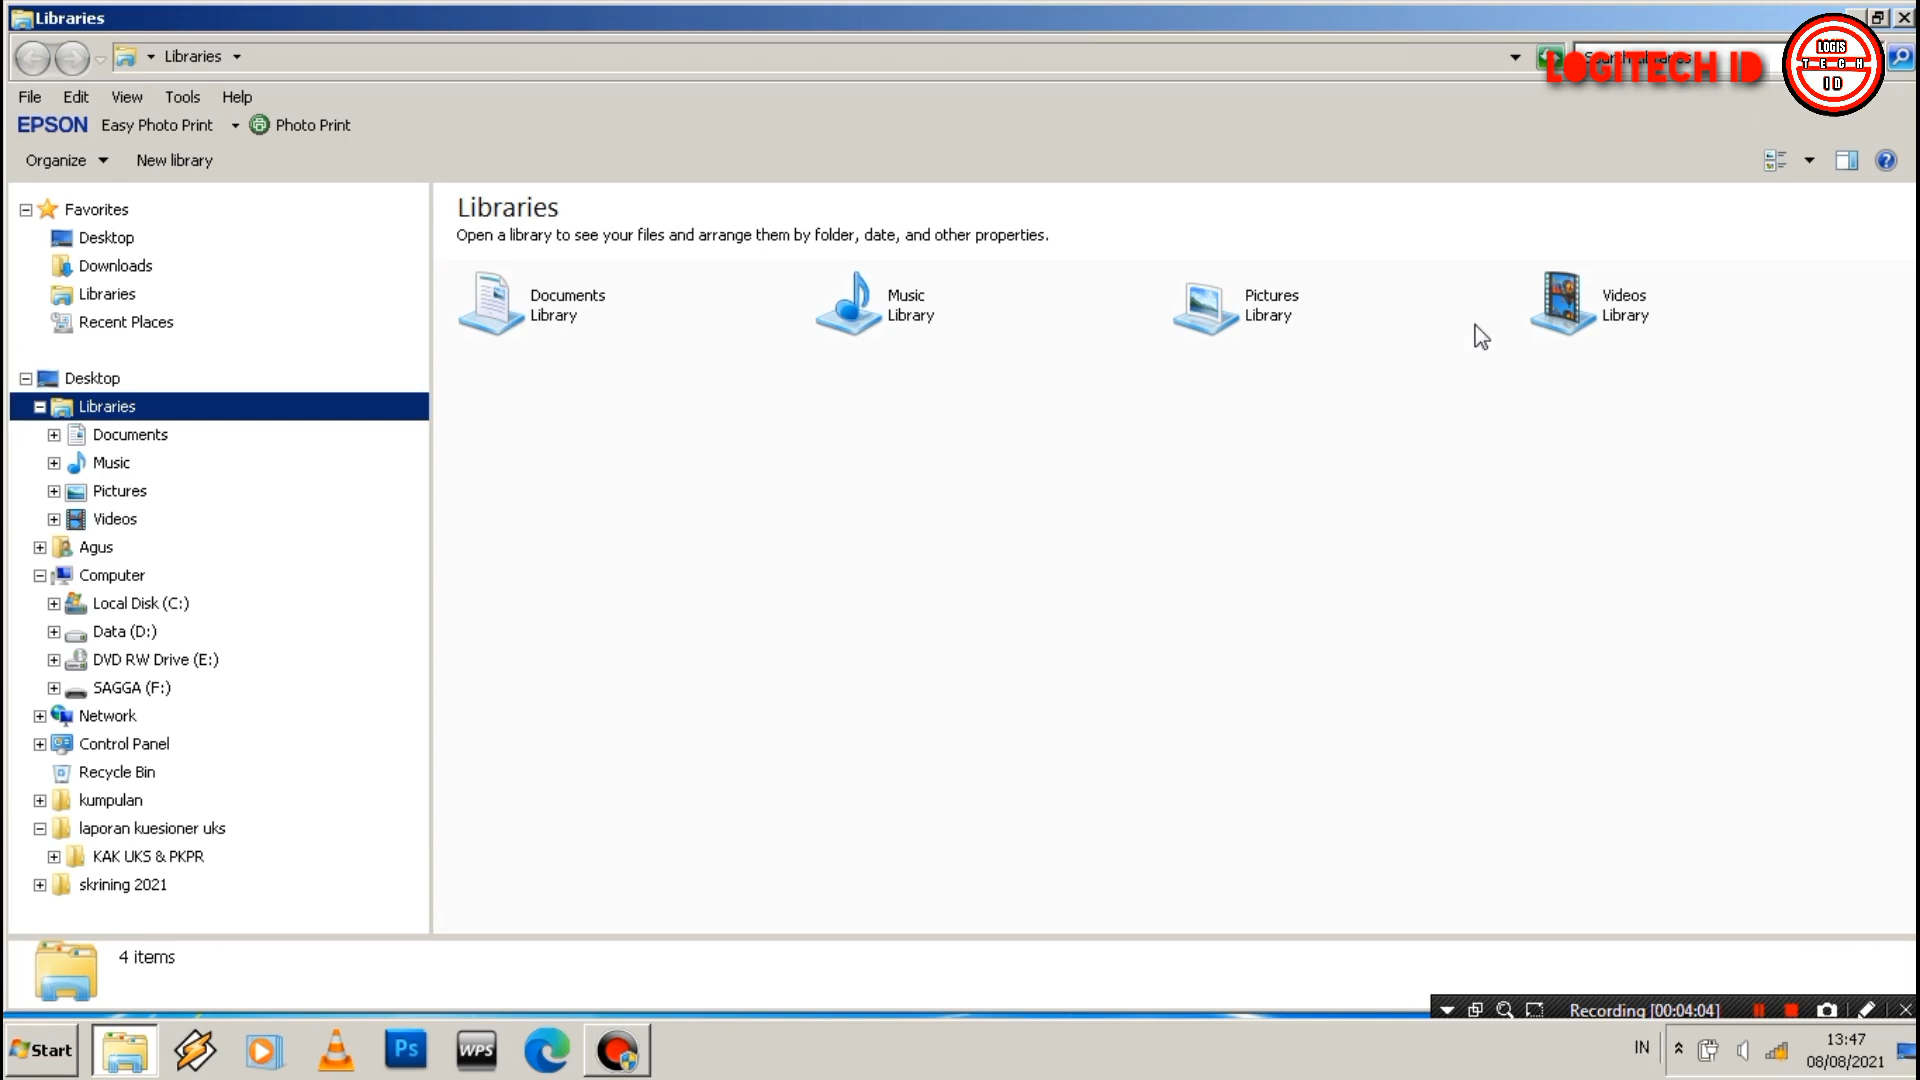 Libraries
Libraries
LOGITECH ID
LOGIS
TECH
ID
File Edit View Tools Help
EPSON Easy Photo Print Photo Print
Organize New library
Favorites
Desktop
Downloads
Libraries
Recent Places
Desktop
Libraries
Documents
Music
Pictures
Videos
Agus
Computer
Local Disk (C:)
Data (D:)
DVD RW Drive (E:)
SAGGA (F:)
Network
Control Panel
Recycle Bin
kumpulan
laporan kuesioner uks
KAK UKS & PKPR
skrining 2021
Libraries
Open a library to see your files and arrange them by folder, date, and other properties.
Documents
Library
Music
Library
Pictures
Library
Videos
Library
4 items
Recording [00:04:04]
Start
Ps
WPS
IN
13:47
08/08/2021